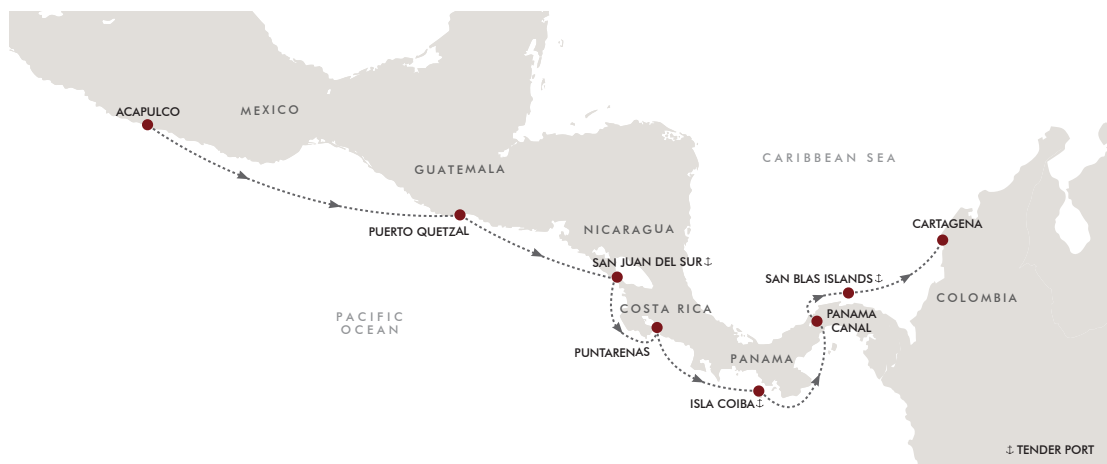 ACAPULCO
MEXICO
CARIBBEAN SEA
GUATEMALA
PUERTO QUETZAL
NICARAGUA
CARTAGENA
SAN JUAN DEL SUR⚓
SAN BLAS ISLANDS⚓
COLOMBIA
COSTA RICA
PACIFIC
OCEAN
PANAMA
CANAL
PUNTARENAS
PANAMA
ISLA COIBA⚓
⚓ TENDER PORT